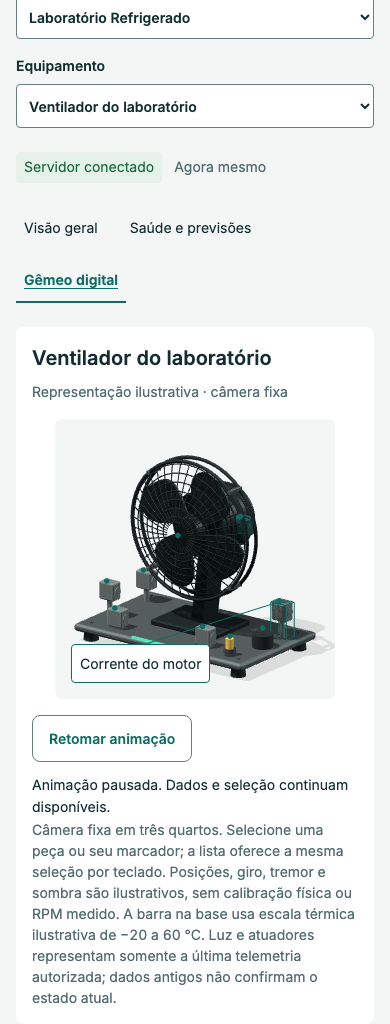 Laboratório Refrigerado
Equipamento
Ventilador do laboratório
Servidor conectado Agora mesmo
Visão geral Saúde e previsões
Gêmeo digital
Ventilador do laboratório
Representação ilustrativa · câmera fixa
Corrente do motor
Retomar animação
Animação pausada. Dados e seleção continuam
disponíveis.
Câmera fixa em três quartos. Selecione uma
peça ou seu marcador; a lista oferece a mesma
seleção por teclado. Posições, giro, tremor e
sombra são ilustrativos, sem calibração física ou
RPM medido. A barra na base usa escala térmica
ilustrativa de −20 a 60 °C. Luz e atuadores
representam somente a última telemetria
autorizada; dados antigos não confirmam o
estado atual.